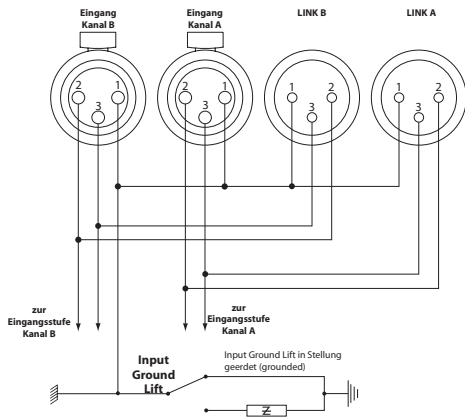 Eingang
Kanal B
Eingang
Kanal A
LINK B
LINK A
2
1
3
2
1
3
1
2
3
1
2
3
zur
Eingangsstufe
Kanal B
zur
Eingangsstufe
Kanal A
Input
Ground
Lift
Input Ground Lift in Stellung
geerdet (grounded)
Z